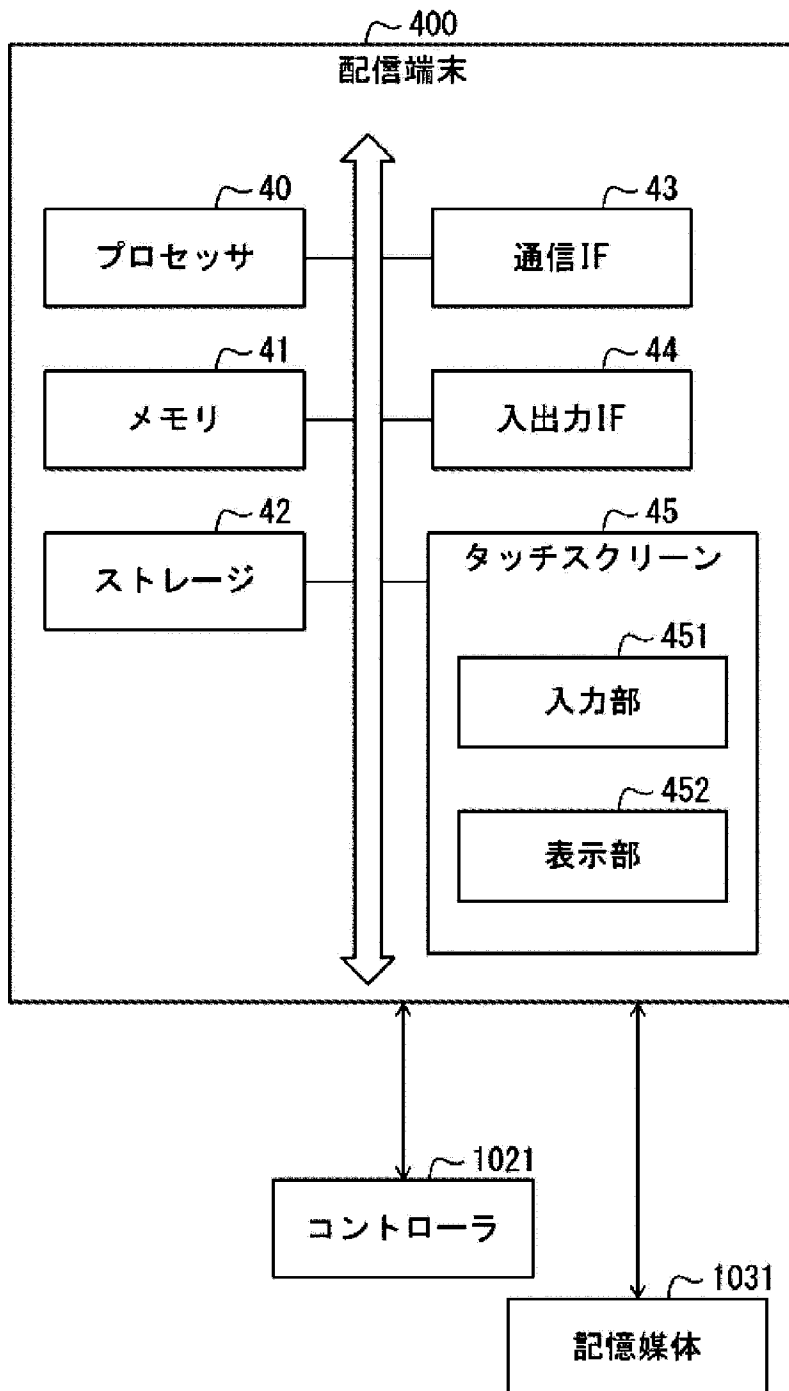 400
配信端末
40
プロセッサ
43
通信IF
41
メモリ
44
入出力IF
42
ストレージ
45
タッチスクリーン
451
入力部
452
表示部
1021
コントローラ
1031
記憶媒体